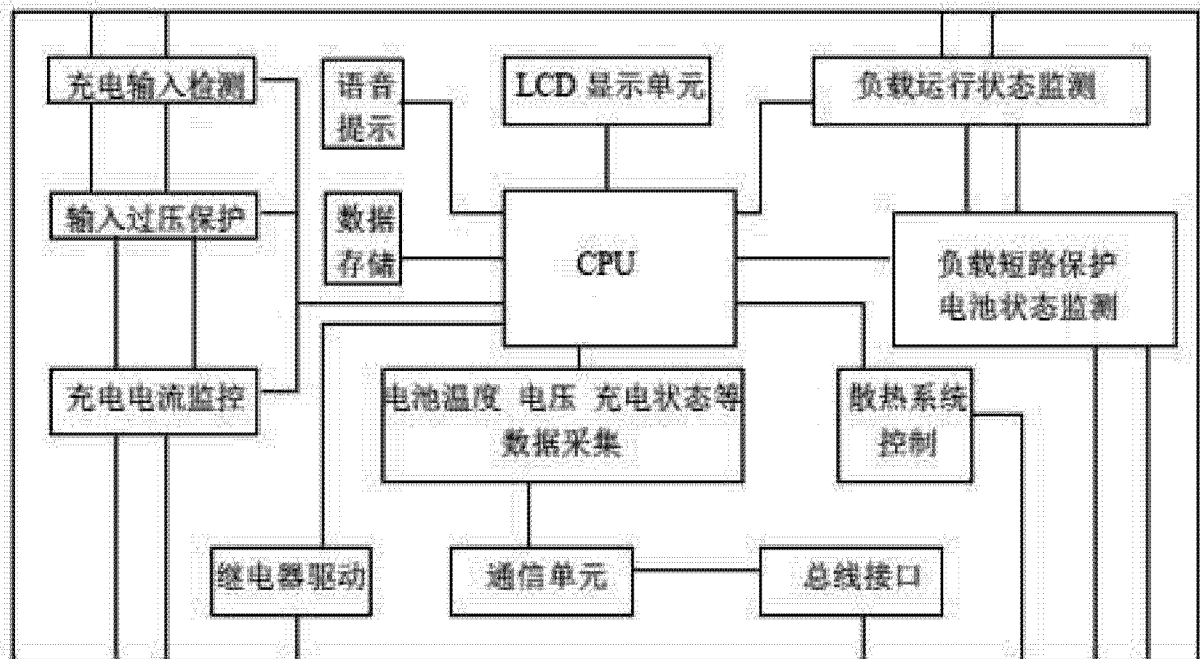 充电输入检测
语音
提示
LCD 显示单元
负载运行状态监测
输入过压保护
数据
存储
CPU
负载短路保护
电池状态监测
充电电流监控
电池温度 电压 充电状态等
数据采集
散热系统
控制
继电器驱动
通信单元
总线接口